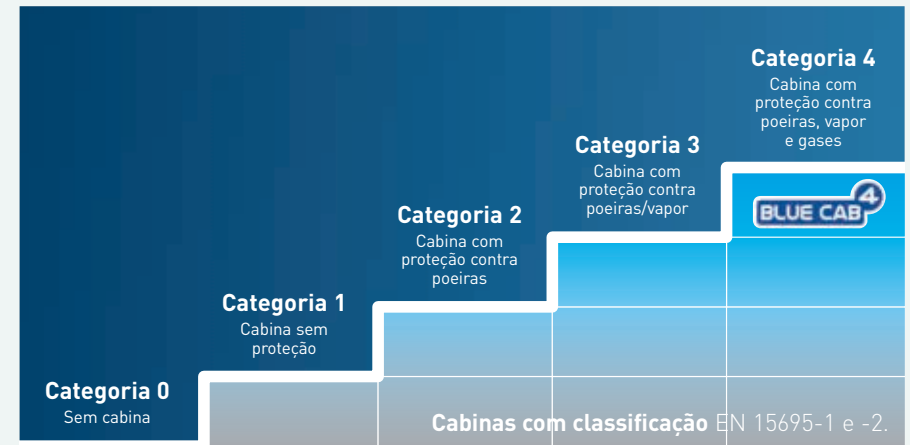 Categoria 0
Sem cabina
Categoria 1
Cabina sem
proteção
Categoria 2
Cabina com
proteção contra
poeiras
Categoria 3
Cabina com
proteção contra
poeiras/vapor
Categoria 4
Cabina com
proteção contra
poeiras, vapor
e gases
BLUE CAB 4
Cabinas com classificação EN 15695-1 e -2.